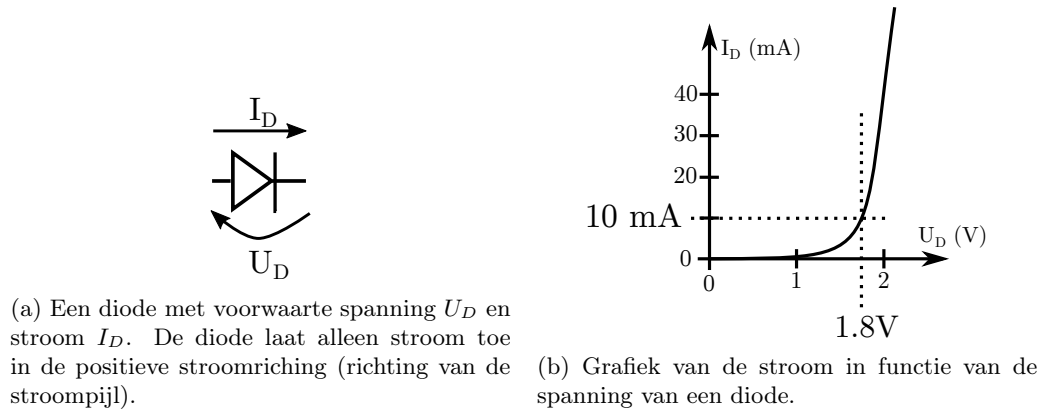 I_D
U_D
(a) Een diode met voorwaarte spanning U_D en
stroom I_D. De diode laat alleen stroom toe
in de positieve stroomriching (richting van de
stroompijl).
I_D (mA)
40
30
20
10 mA
0
0
1
2
U_D (V)
1.8V
(b) Grafiek van de stroom in functie van de
spanning van een diode.